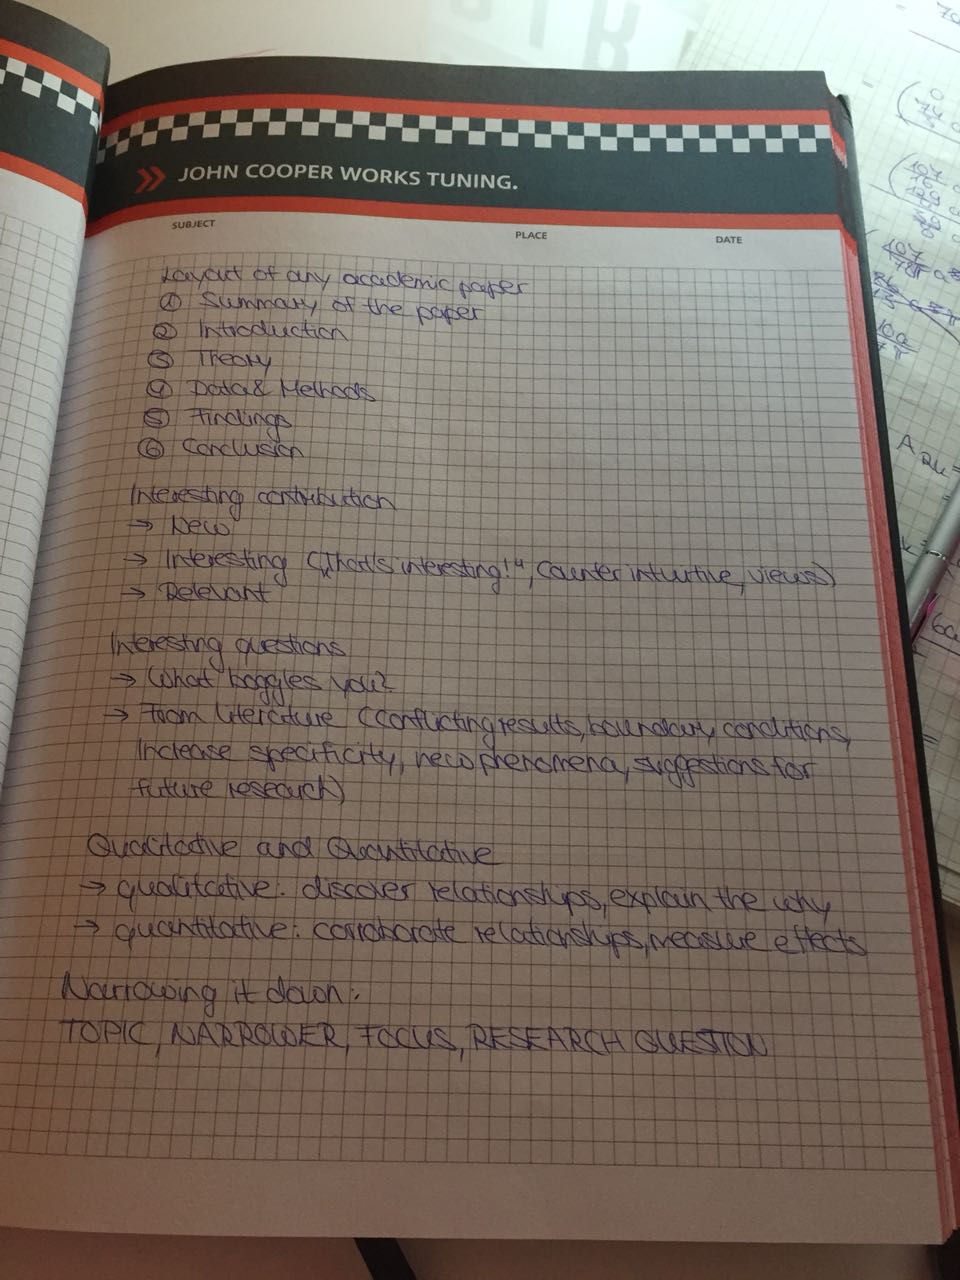 JOHN COOPER WORKS TUNING.
SUBJECT
PLACE
DATE
Layout of any academic paper
① Summary of the paper
② Introduction
③ Theory
④ Data & Methods
⑤ Findings
⑥ Conclusion
Interesting contribution
→ New
→ Interesting („That's interesting!“, counter intuitive, views)
→ Relevant
Interesting questions
→ What boggles you?
→ From literature (conflicting results, boundary conditions,
increase specificity, new phenomena, suggestions for
future research)
Qualitative and Quantitative
→ qualitative: discover relationships, explain the why
→ quantitative: corroborate relationships, measure effects
Narrowing it down:
TOPIC, NARROWER, FOCUS, RESEARCH QUESTION